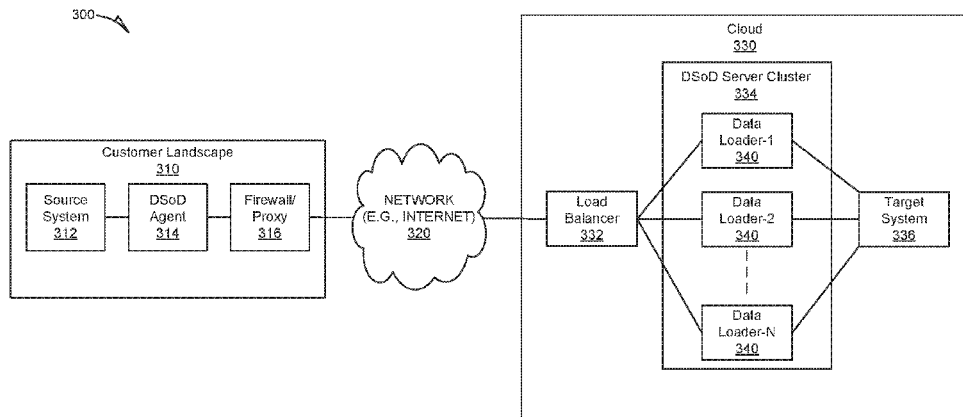 300
Cloud
330
DSoD Server Cluster
334
Data
Loader-1
340
Customer Landscape
310
Source
System
312
DSoD
Agent
314
Firewall/
Proxy
316
NETWORK
(E.G., INTERNET)
320
Load
Balancer
332
Data
Loader-2
340
Target
System
336
Data
Loader-N
340